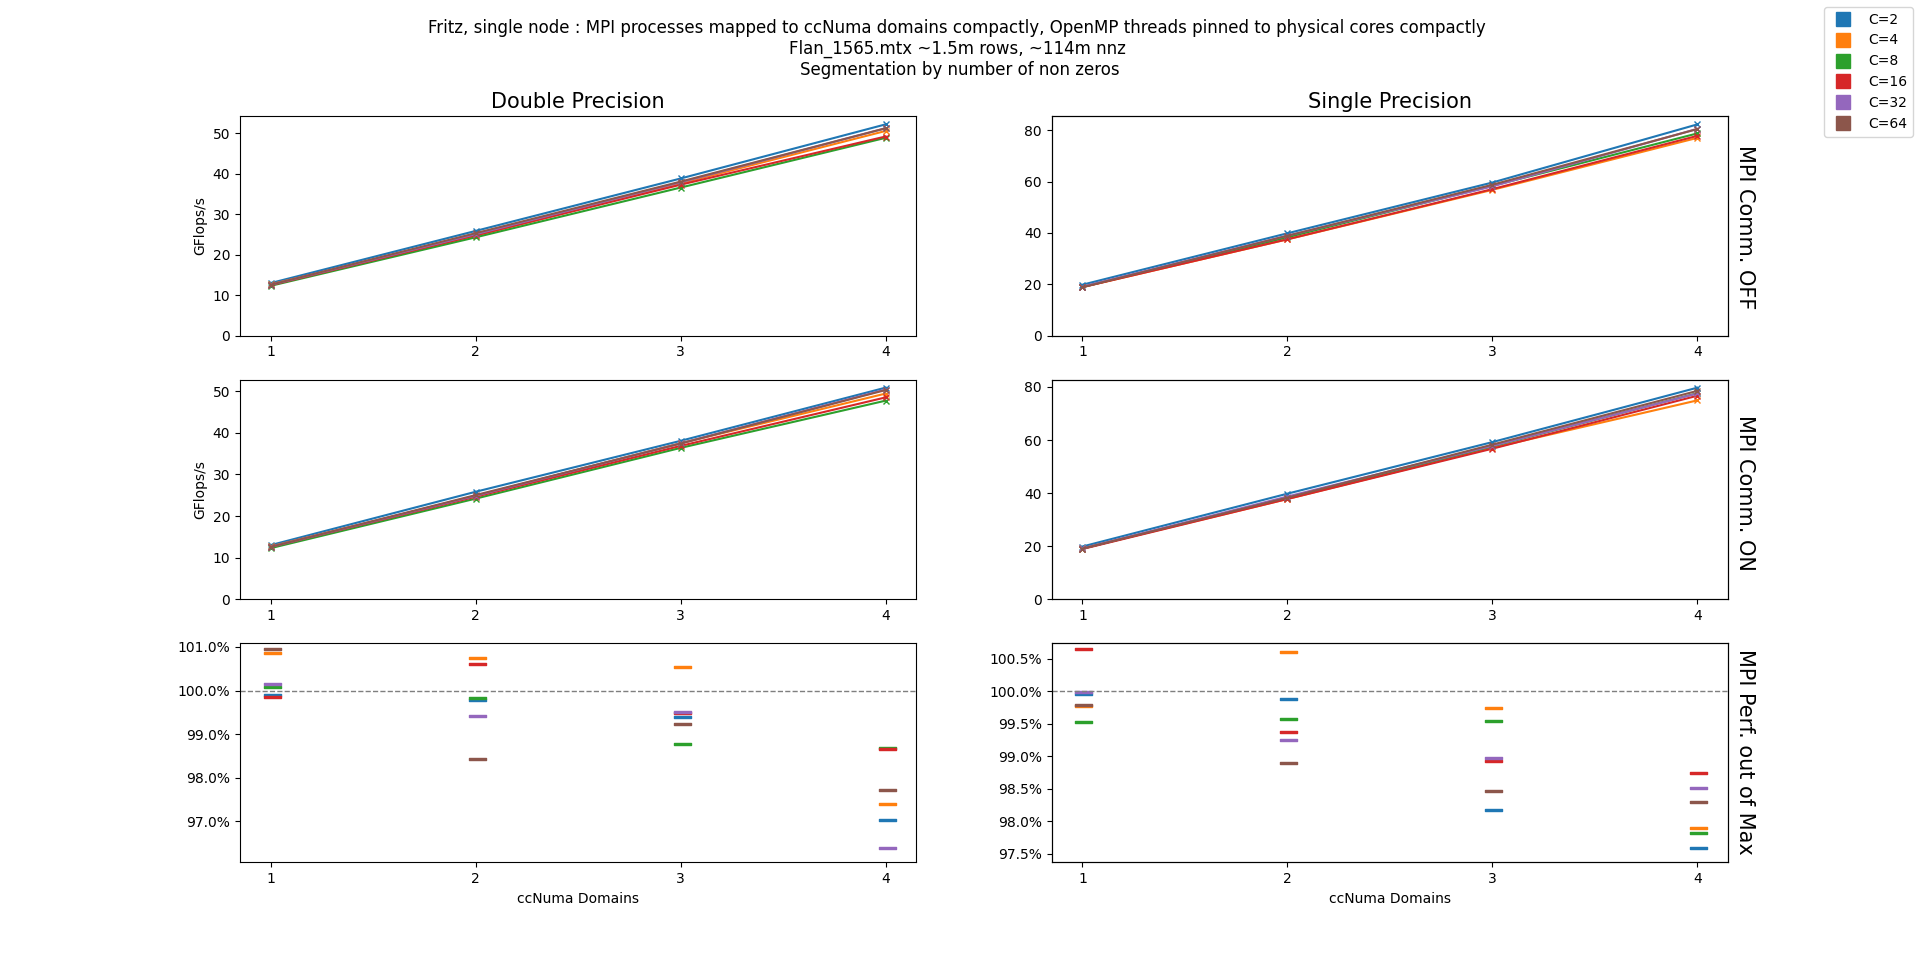 Fritz, single node : MPI processes mapped to ccNuma domains compactly, OpenMP threads pinned to physical cores compactly
Flan_1565.mtx ~1.5m rows, ~114m nnz
Segmentation by number of non zeros
C=2
C=4
C=8
C=16
C=32
C=64
Double Precision
GFlops/s
50
40
30
20
10
0
1 2 3 4
Single Precision
80
60
40
20
0
1 2 3 4
MPI Comm. OFF
GFlops/s
50
40
30
20
10
0
1 2 3 4
80
60
40
20
0
1 2 3 4
MPI Comm. ON
101.0%
100.0%
99.0%
98.0%
97.0%
1 2 3 4
ccNuma Domains
100.5%
100.0%
99.5%
99.0%
98.5%
98.0%
97.5%
1 2 3 4
ccNuma Domains
MPI Perf. out of Max